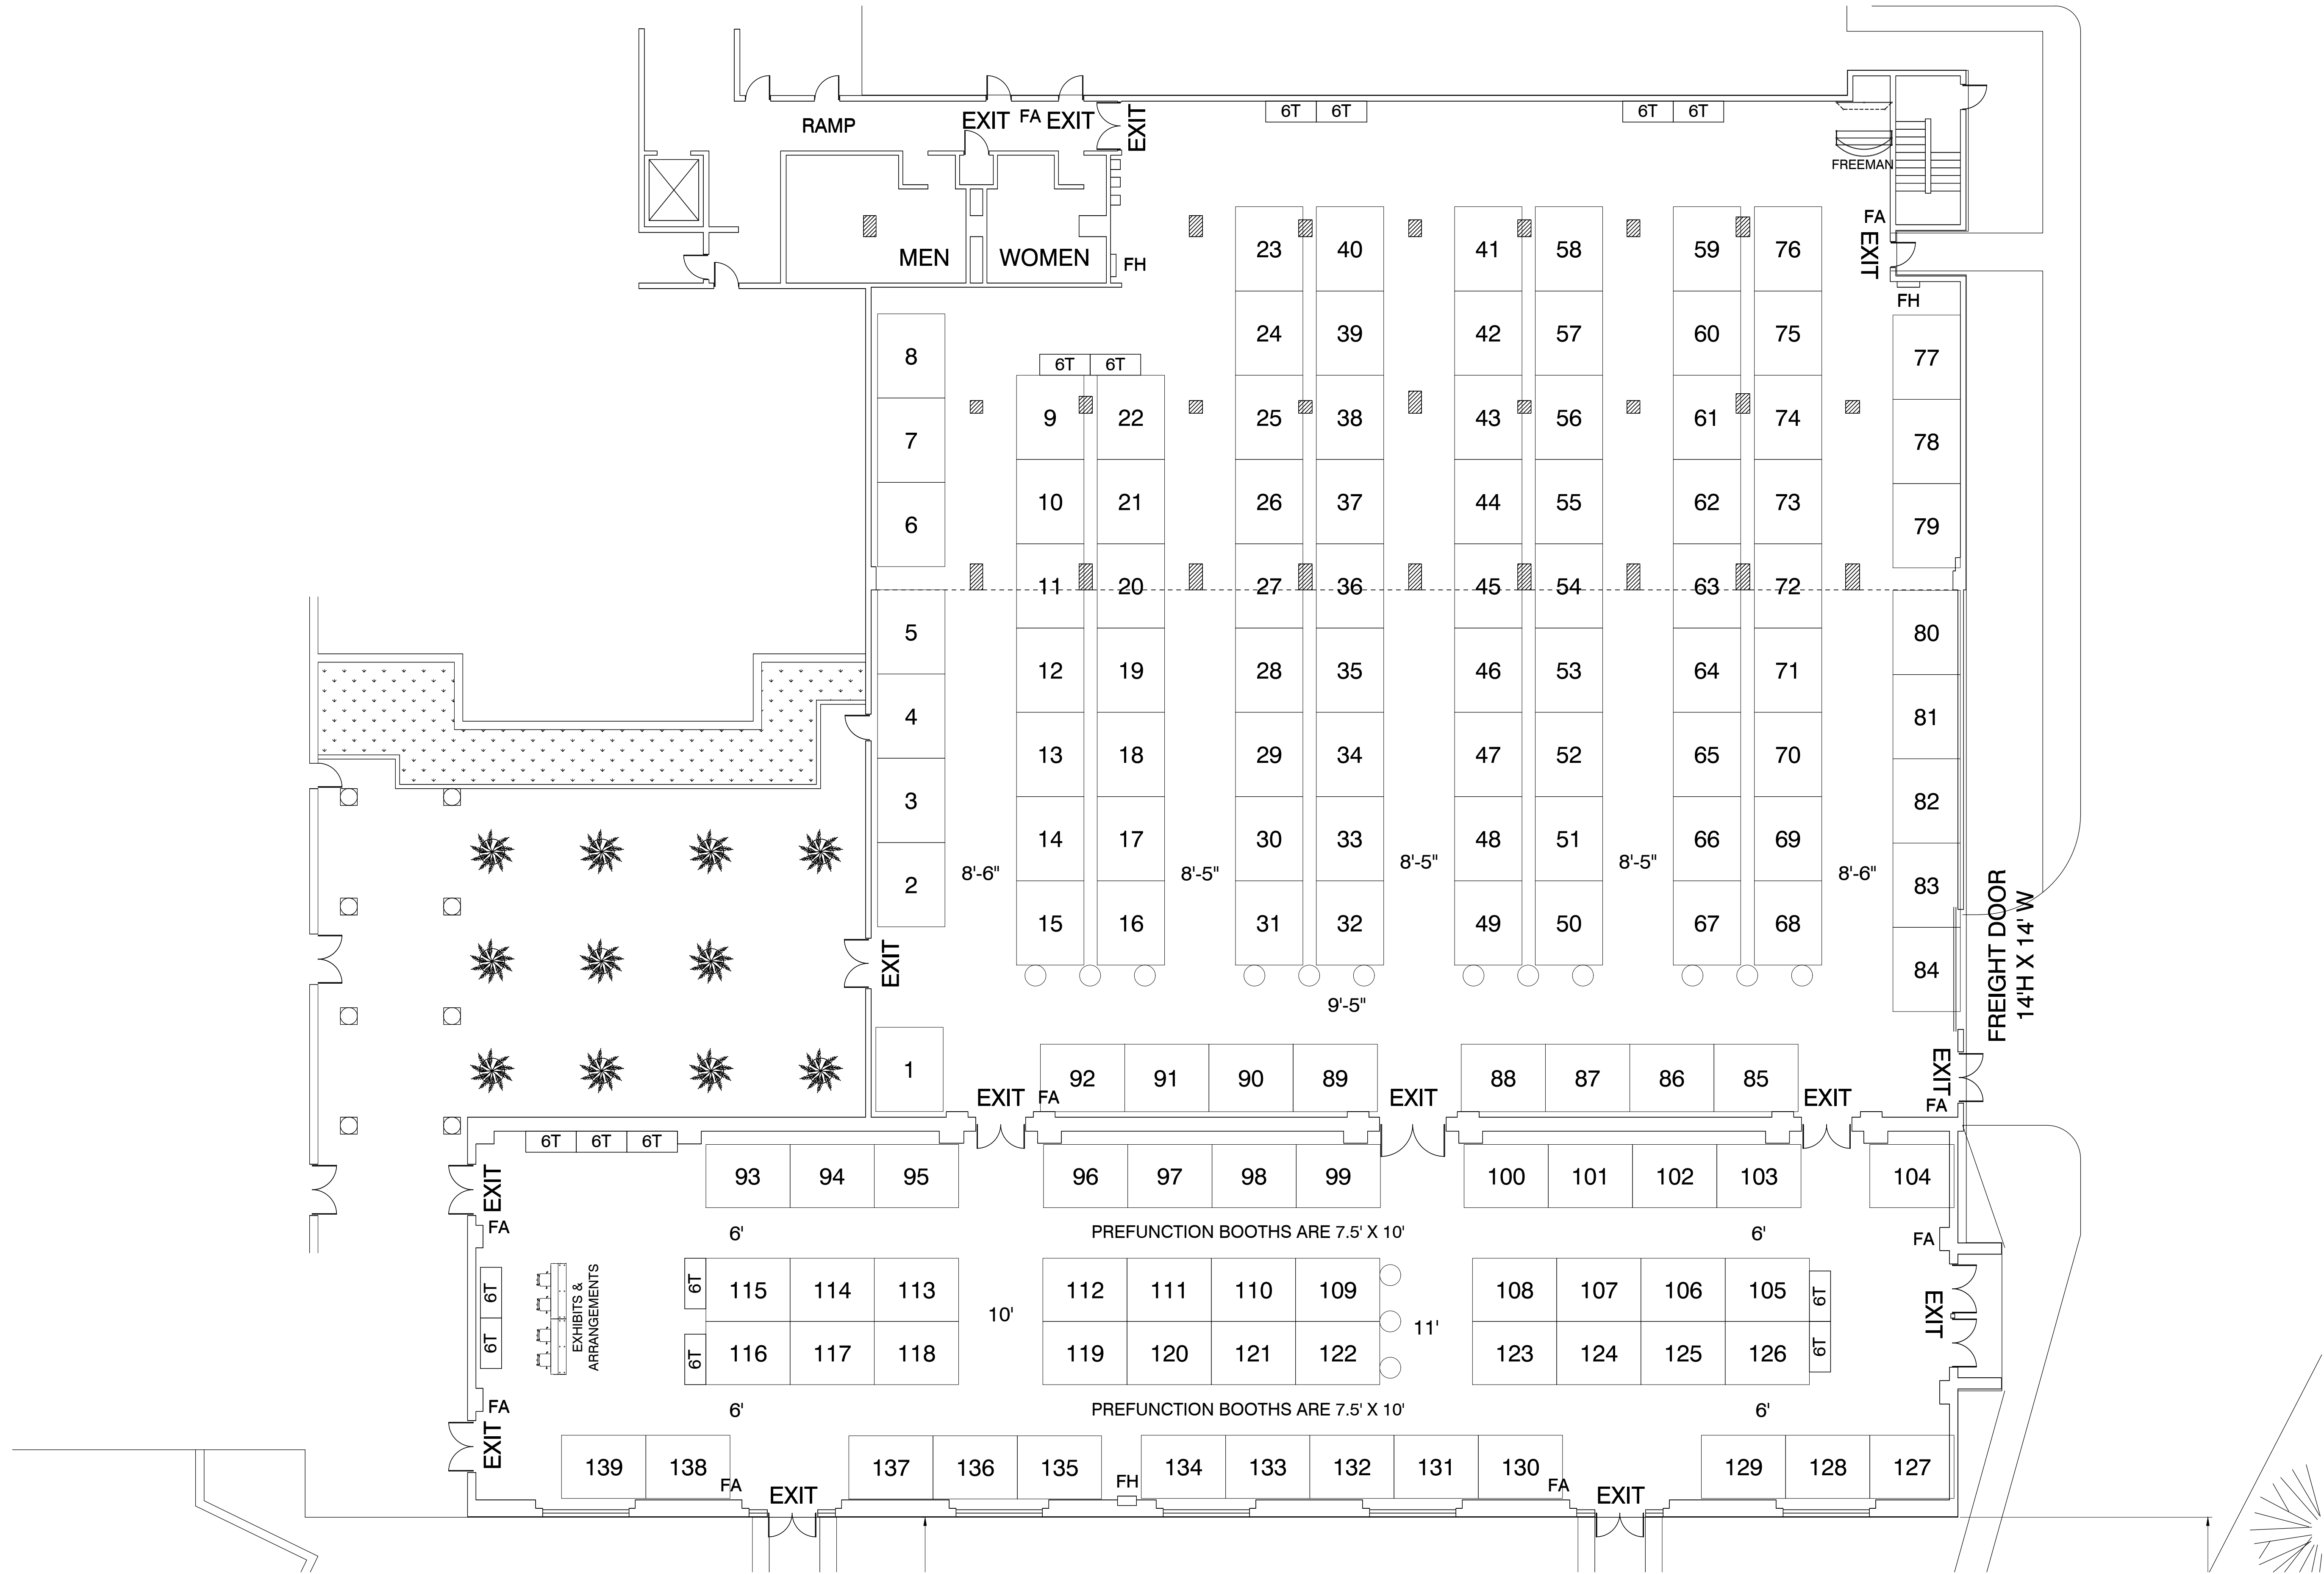 6T 6T 6T 6T
RAMP EXIT FA EXIT EXIT
FREEMAN
FA
EXIT
MEN WOMEN FH
FH
23 40 41 58 59 76
24 39 42 57 60 75
8 77
6T 6T
9 22 25 38 43 56 61 74
7 78
10 21 26 37 44 55 62 73
6 79
11 20 27 36 45 54 63 72
5 80
12 19 28 35 46 53 64 71
4 81
13 18 29 34 47 52 65 70
3 82
14 17 30 33 48 51 66 69
8'-6" 8'-5" 8'-5" 8'-5" 8'-6"
2 83
15 16 31 32 49 50 67 68
EXIT
84
FREIGHT DOOR
14'H X 14' W
9'-5"
1 92 91 90 89 88 87 86 85
EXIT
EXIT FA EXIT EXIT
FA
6T 6T 6T
93 94 95 96 97 98 99 100 101 102 103 104
EXIT
FA
6' PREFUNCTION BOOTHS ARE 7.5' X 10' 6'
FA
6T 115 114 113 112 111 110 109 108 107 106 105 6T
6T
6T
EXHIBITS &
ARRANGEMENTS
10' 11'
EXIT
6T 116 117 118 119 120 121 122 123 124 125 126 6T
FA
6' PREFUNCTION BOOTHS ARE 7.5' X 10' 6'
EXIT
139 138 137 136 135 134 133 132 131 130 129 128 127
FA FH FA
EXIT EXIT